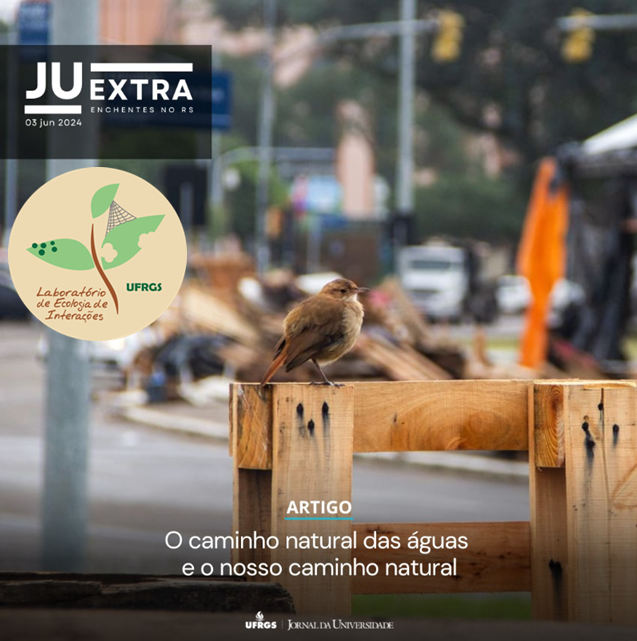 JU EXTRA
ENCHENTES NO RS
03 jun 2024
Laboratório
de Ecologia de
Interações
UFRGS
ARTIGO
O caminho natural das águas
e o nosso caminho natural
UFRGS | JORNAL DA UNIVERSIDADE